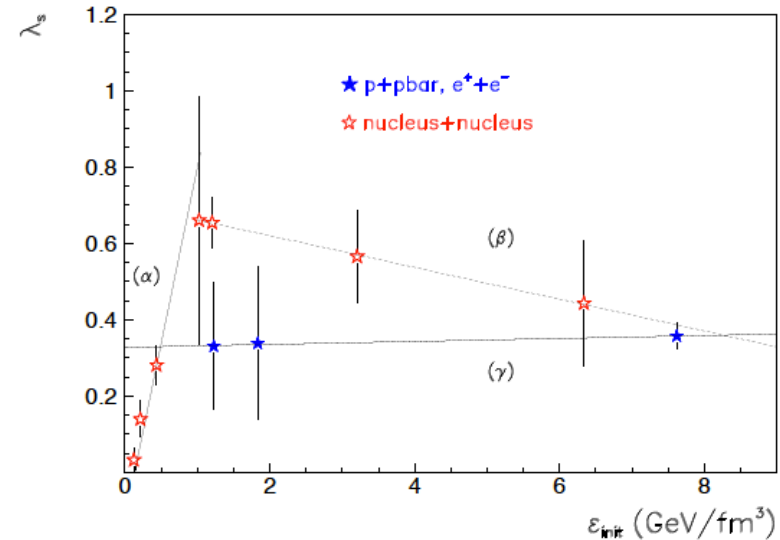 λs
1.2
1
0.8
0.6
0.4
0.2
0
2
4
6
8
p+pbar, e⁺+e⁻
nucleus+nucleus
(α)
(β)
(γ)
εinit (GeV/fm³)